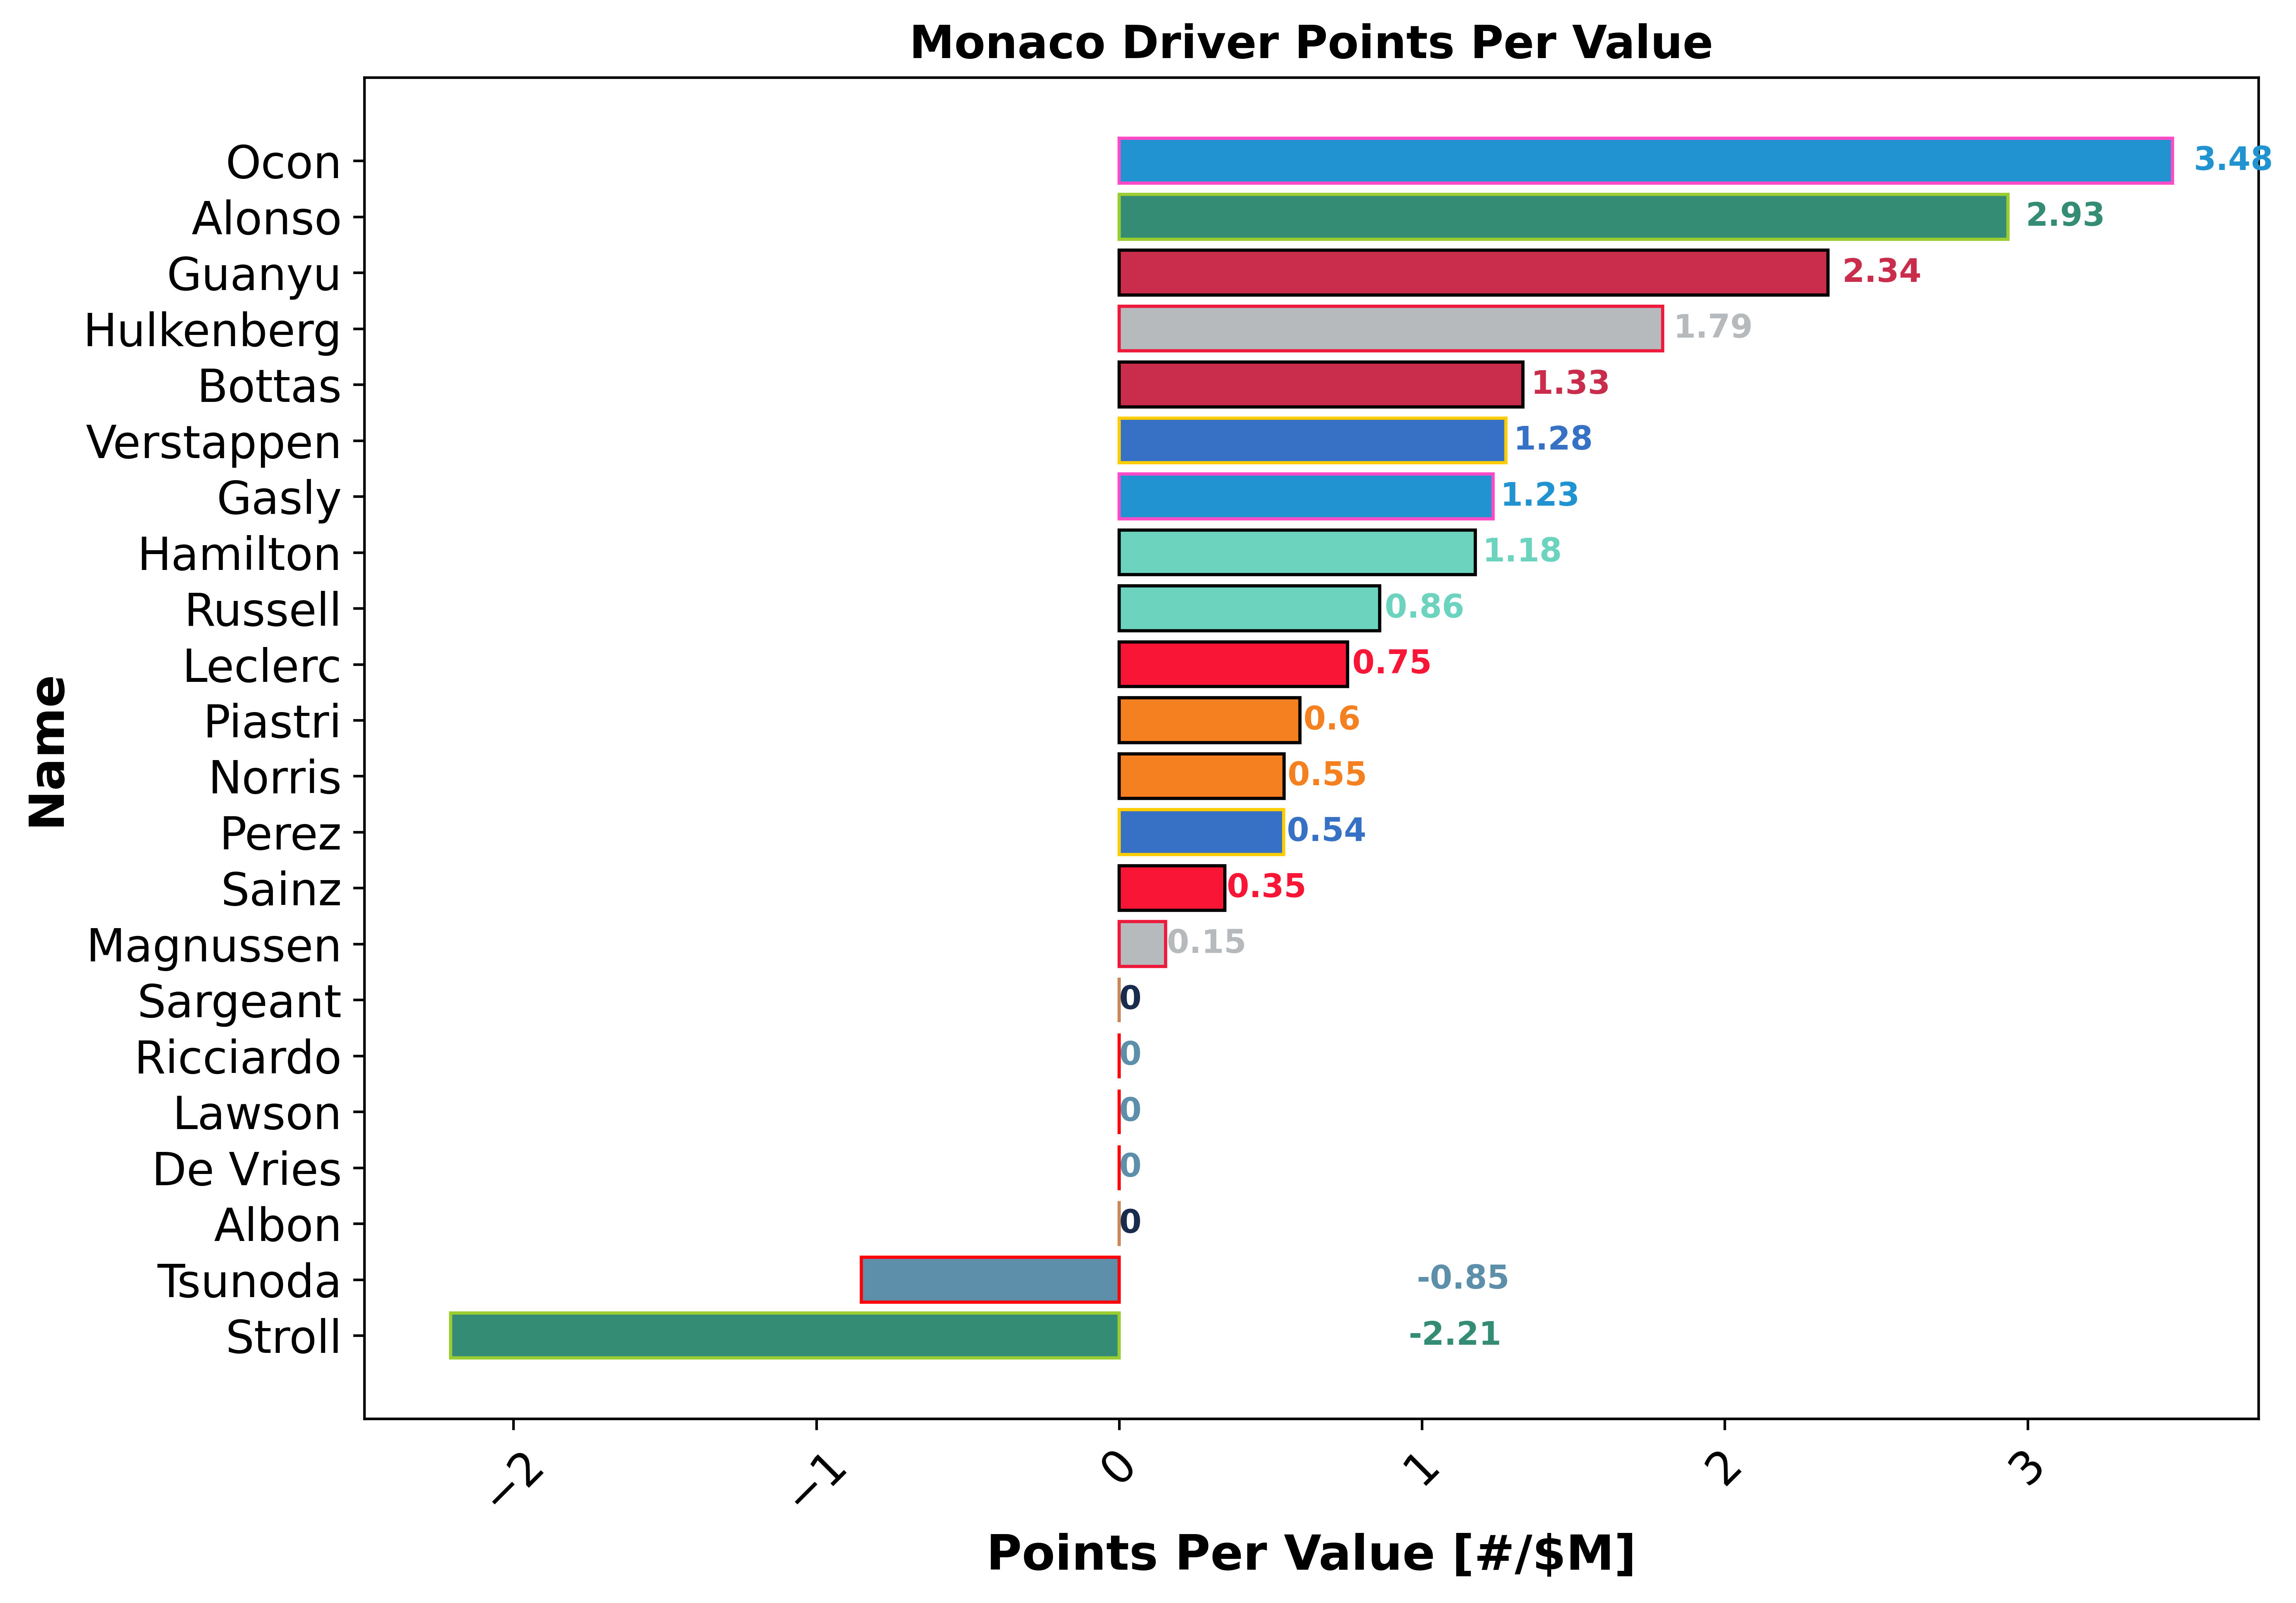 Monaco Driver Points Per Value
Ocon 3.48
Alonso 2.93
Guanyu 2.34
Hulkenberg 1.79
Bottas 1.33
Verstappen 1.28
Gasly 1.23
Hamilton 1.18
Russell 0.86
Leclerc 0.75
Piastri 0.6
Norris 0.55
Perez 0.54
Sainz 0.35
Magnussen 0.15
Sargeant 0
Ricciardo 0
Lawson 0
De Vries 0
Albon 0
Tsunoda -0.85
Stroll -2.21
Name
−2 −1 0 1 2 3
Points Per Value [#/$M]